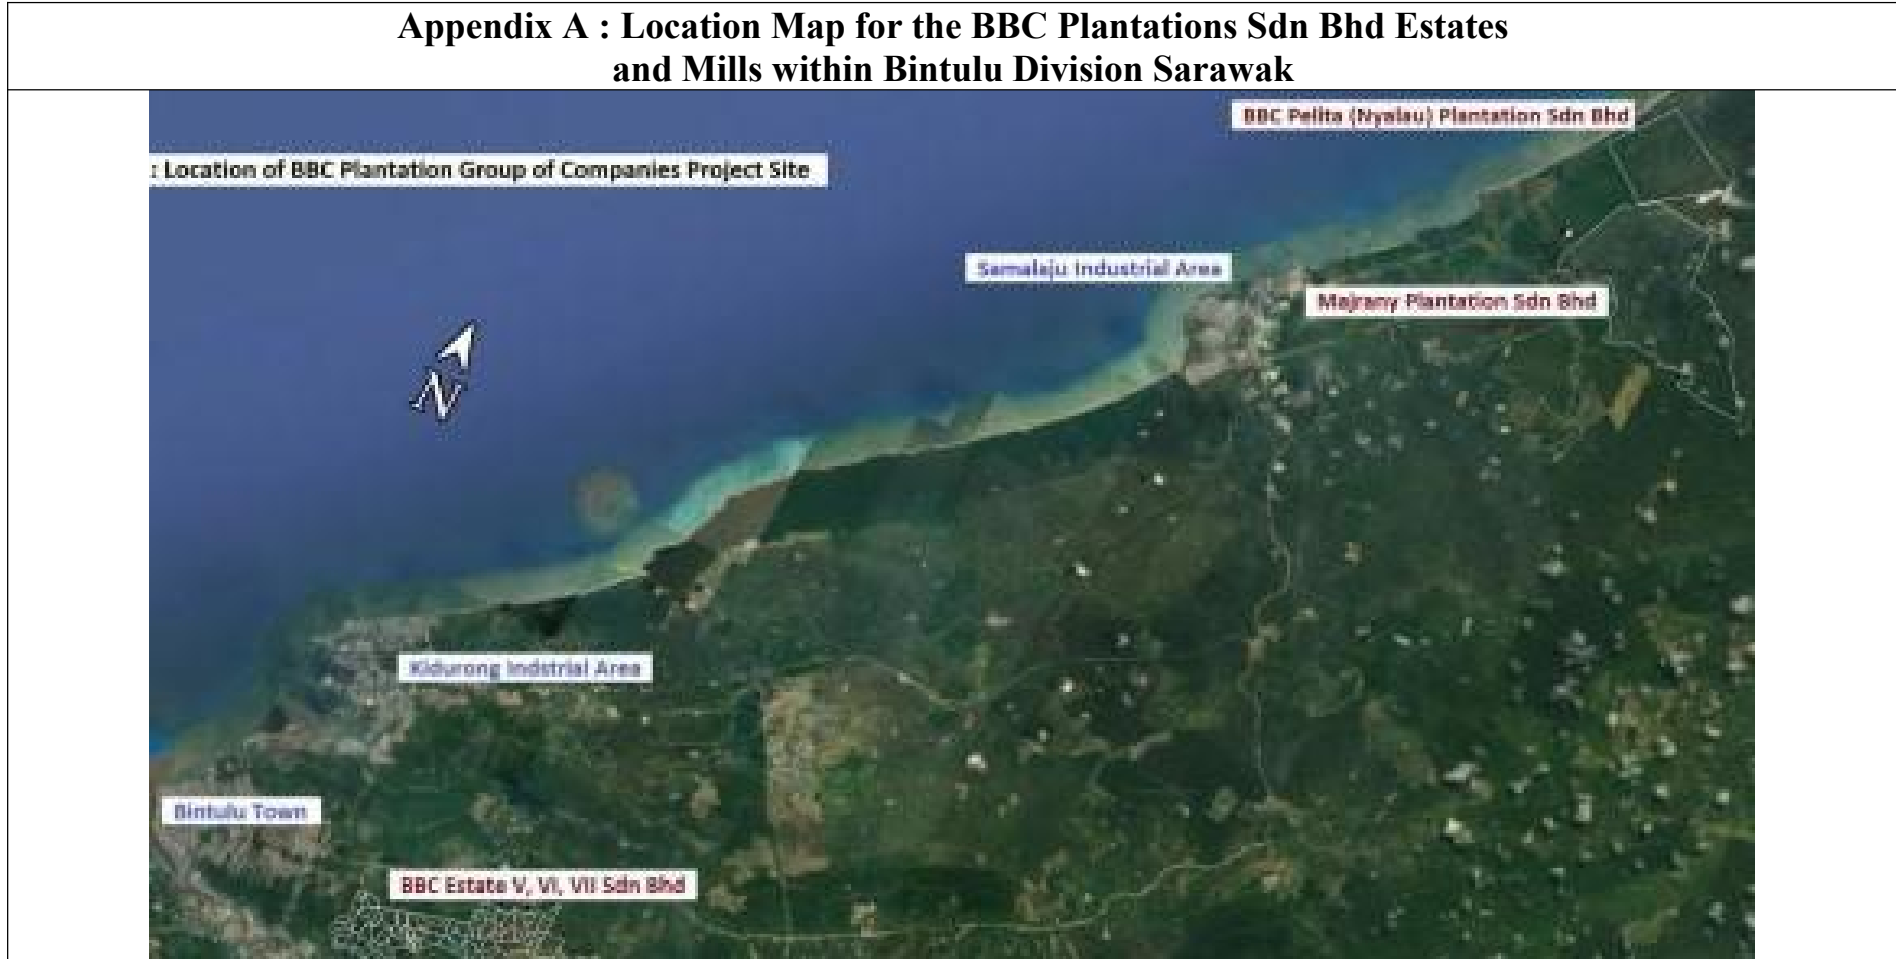 Appendix A : Location Map for the BBC Plantations Sdn Bhd Estates
and Mills within Bintulu Division Sarawak
BBC Pelita (Nyalau) Plantation Sdn Bhd
: Location of BBC Plantation Group of Companies Project Site
Samalaju Industrial Area
Majrany Plantation Sdn Bhd
N
Kidurong Indstrial Area
Bintulu Town
BBC Estate V, VI, VII Sdn Bhd